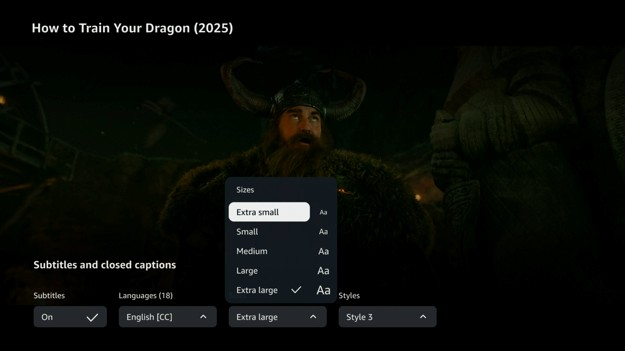 How to Train Your Dragon (2025)
Sizes
Extra small Aa
Small Aa
Medium Aa
Large Aa
Extra large Aa
Subtitles and closed captions
Subtitles Languages (18) Styles
On English [CC] Extra large Style 3